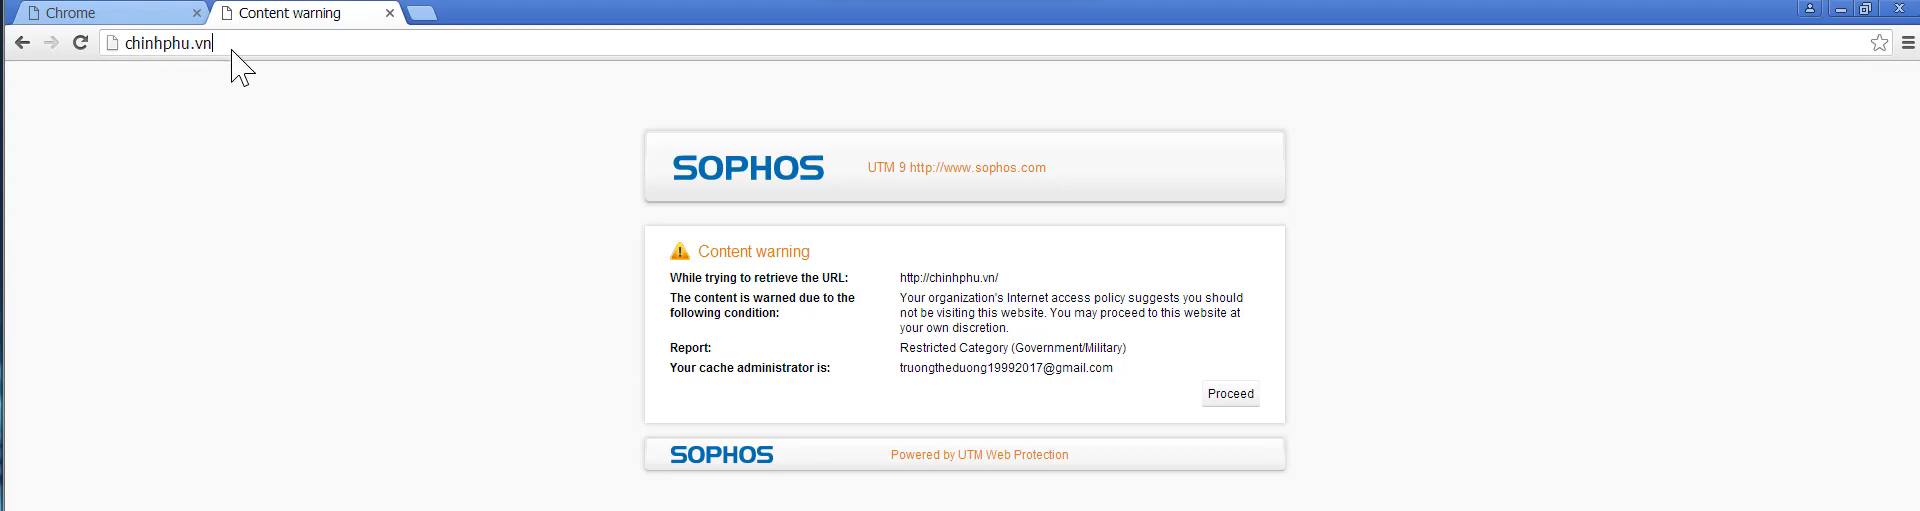 Chrome
Content warning
chinhphu.vn
SOPHOS
UTM 9 http://www.sophos.com
Content warning
While trying to retrieve the URL: http://chinhphu.vn/
The content is warned due to the following condition:
Your organization's Internet access policy suggests you should
not be visiting this website. You may proceed to this website at
your own discretion.
Report: Restricted Category (Government/Military)
Your cache administrator is: truongtheduong19992017@gmail.com
Proceed
SOPHOS
Powered by UTM Web Protection